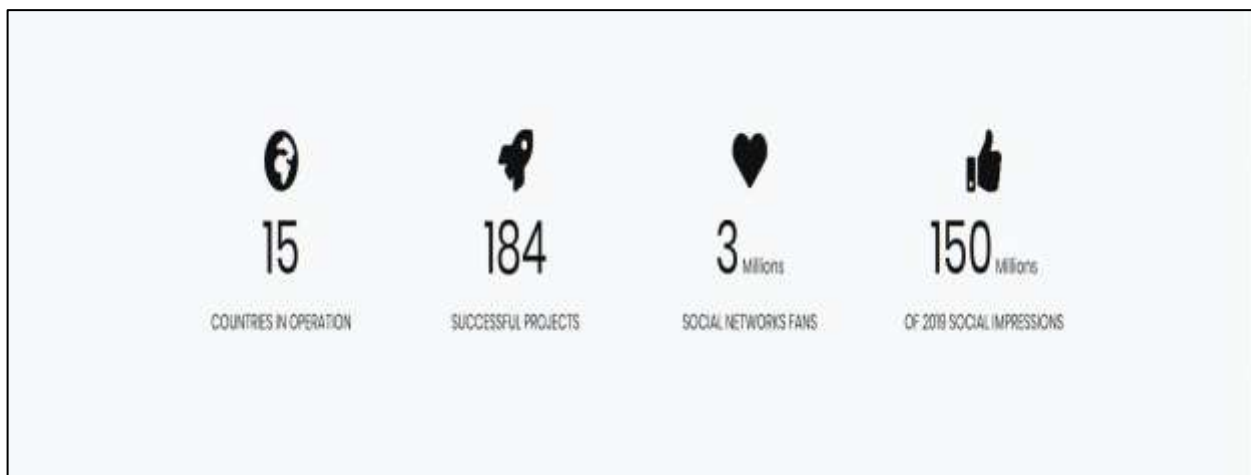 15
COUNTRIES IN OPERATION
184
SUCCESSFUL PROJECTS
3 Millions
SOCIAL NETWORKS FANS
150 Millions
OF 2019 SOCIAL IMPRESSIONS